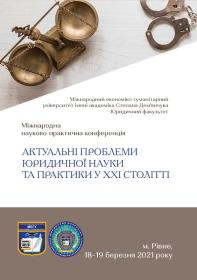 Міжнародний економіко-гуманітарний
університет імені академіка Степана Дем'янчука
Юридичний факультет
Міжнародна
науково практична конференція
АКТУАЛЬНІ ПРОБЛЕМИ
ЮРИДИЧНОЇ НАУКИ
ТА ПРАКТИКИ У ХХІ СТОЛІТТІ
м. Рівне,
18-19 березня 2021 року